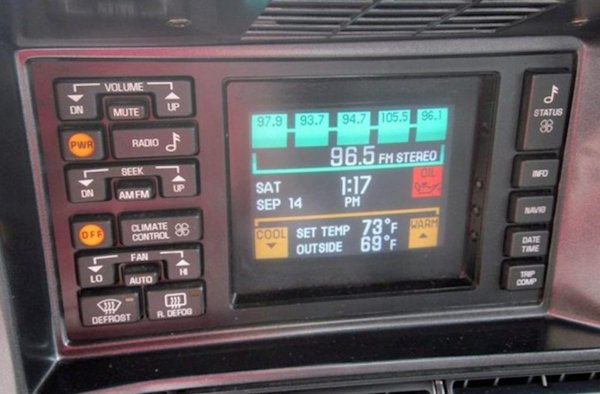 VOLUME
DN MUTE UP
PWR RADIO
SEEK
DN AM FM UP
OFF CLIMATE CONTROL
FAN
LO AUTO HI
DEFROST R. DEFOG
97.9 93.7 94.7 105.5 96.1
96.5 FM STEREO
SAT 1:17 OIL
SEP 14 PM
COOL SET TEMP 73°F WARM
OUTSIDE 69°F
STATUS
INFO
NAVIG
DATE
TIME
TRIP
COMP